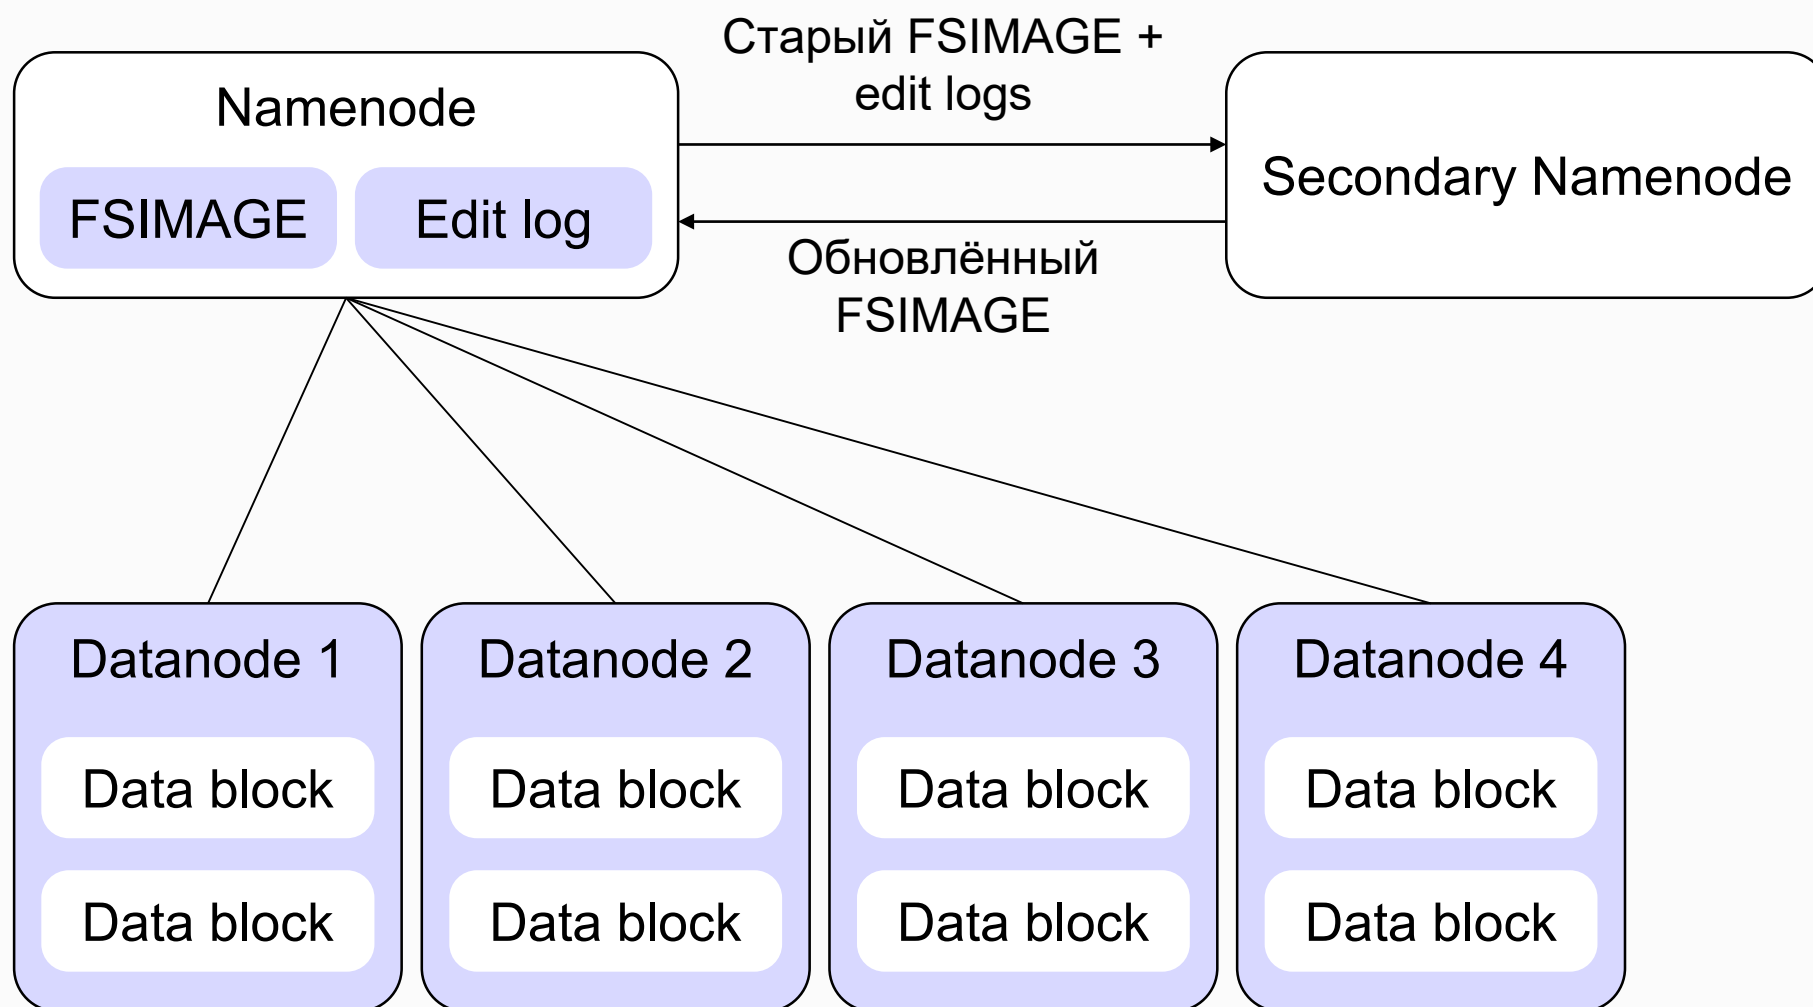 Старый FSIMAGE +
edit logs
Namenode
FSIMAGE
Edit log
Secondary Namenode
Обновлённый
FSIMAGE
Datanode 1
Datanode 2
Datanode 3
Datanode 4
Data block
Data block
Data block
Data block
Data block
Data block
Data block
Data block